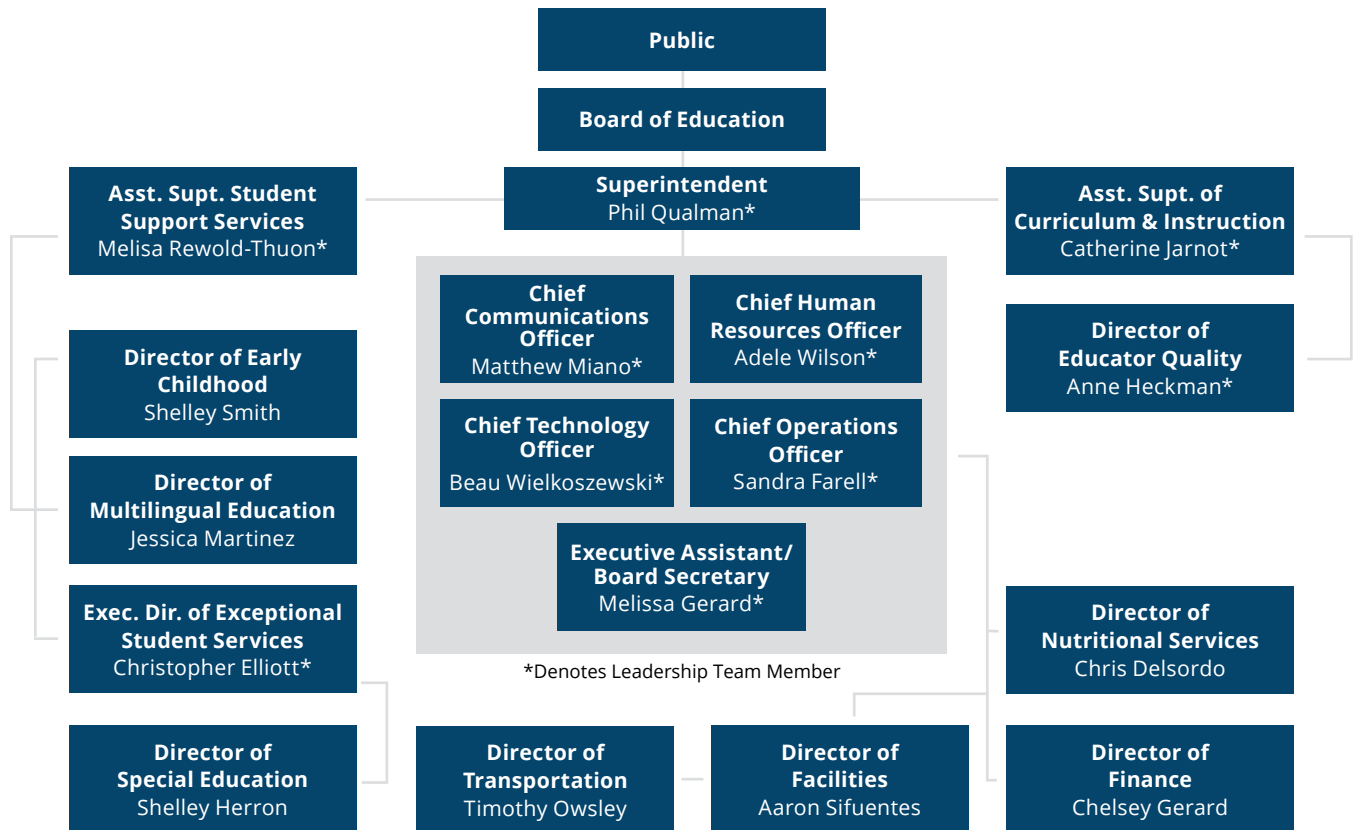 Public
Board of Education
Superintendent
Phil Qualman*
Asst. Supt. Student
Support Services
Melisa Rewold-Thuon*
Asst. Supt. of
Curriculum & Instruction
Catherine Jarnot*
Chief
Communications
Officer
Matthew Miano*
Chief Human
Resources Officer
Adele Wilson*
Director of Early
Childhood
Shelley Smith
Director of
Educator Quality
Anne Heckman*
Chief Technology
Officer
Beau Wielkoszewski*
Chief Operations
Officer
Sandra Farell*
Director of
Multilingual Education
Jessica Martinez
Executive Assistant/
Board Secretary
Melissa Gerard*
Exec. Dir. of Exceptional
Student Services
Christopher Elliott*
Director of
Nutritional Services
Chris Delsordo
*Denotes Leadership Team Member
Director of
Special Education
Shelley Herron
Director of
Transportation
Timothy Owsley
Director of
Facilities
Aaron Sifuentes
Director of
Finance
Chelsey Gerard